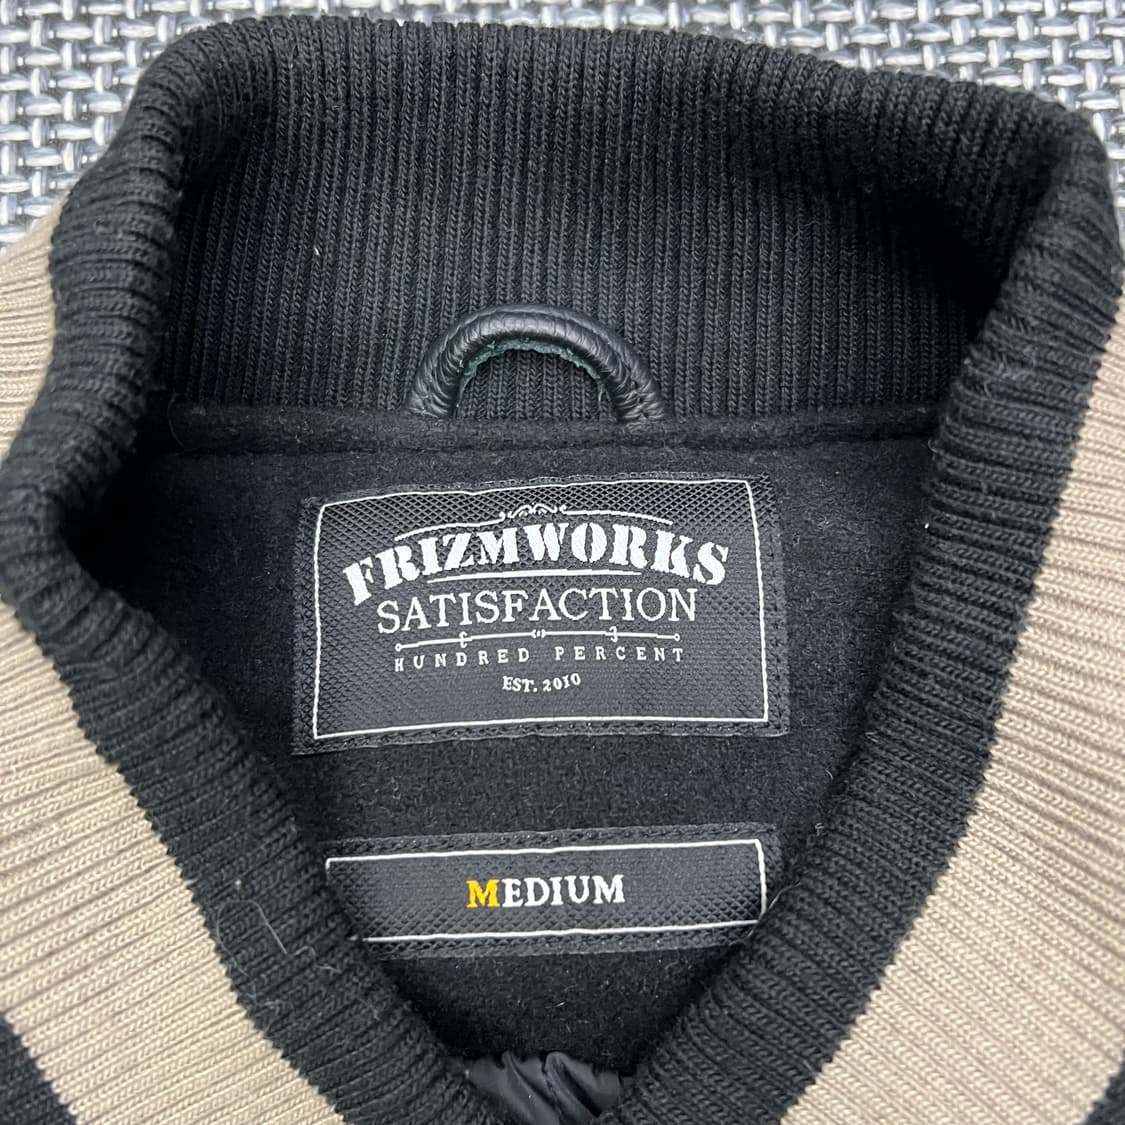 FRIZMWORKS
SATISFACTION
HUNDRED PERCENT
EST. 2010
MEDIUM